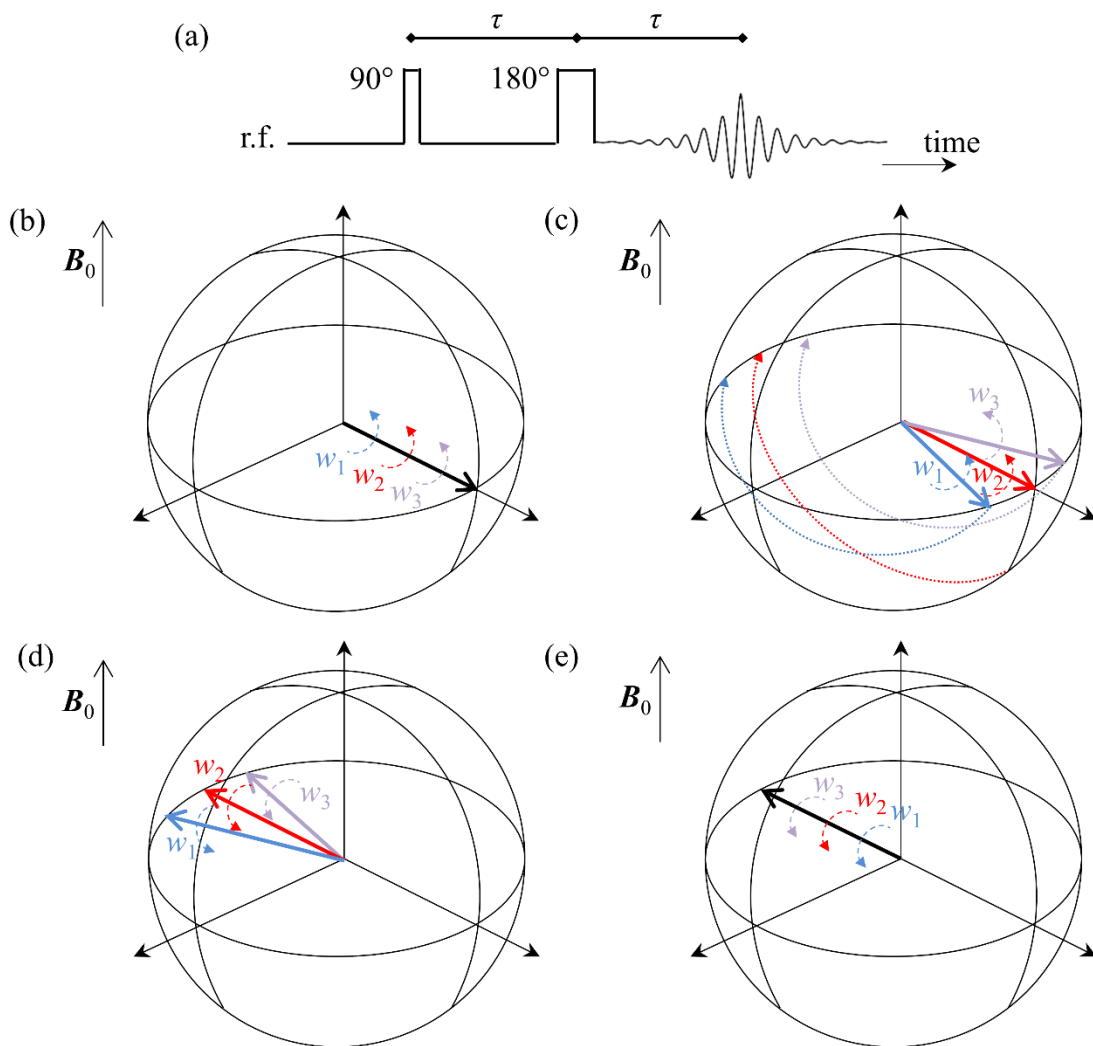 (a)
τ τ
90° 180°
r.f.
time
(b)
B₀
w₁
w₂
w₃
(c)
B₀
w₃
w₁
w₂
(d)
B₀
w₂
w₃
w₁
(e)
B₀
w₃
w₂
w₁